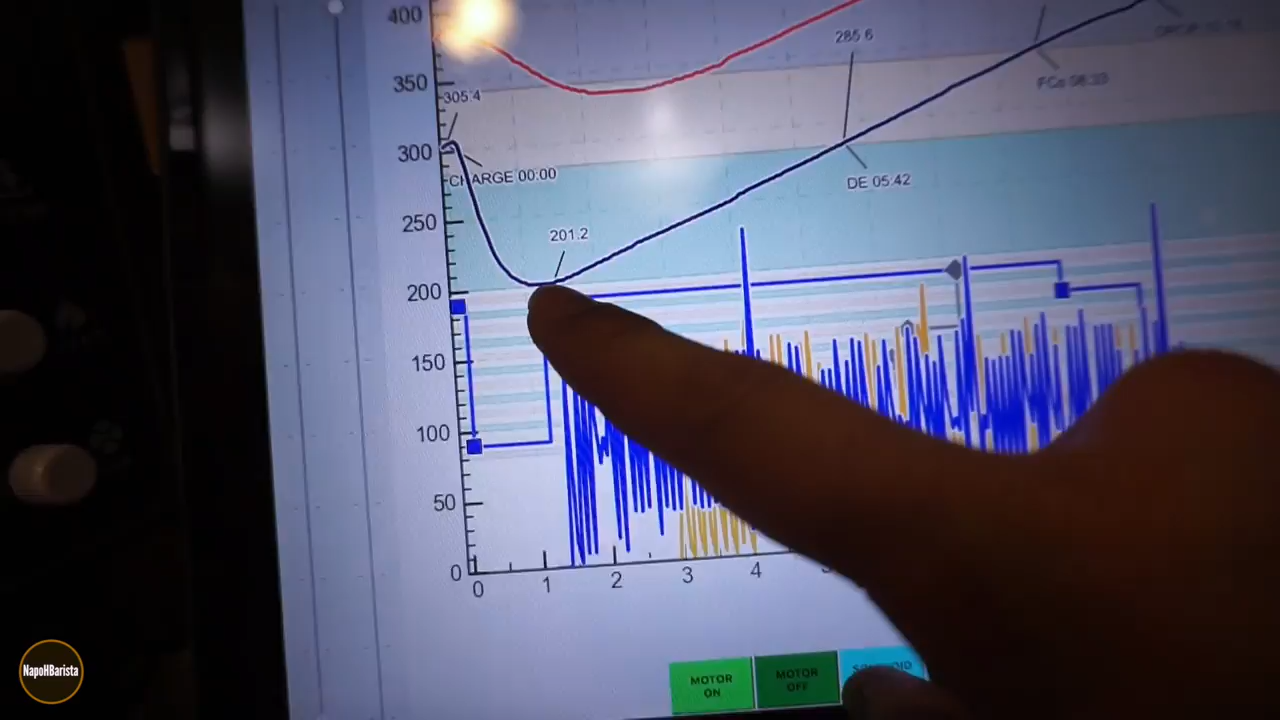 400
350
300
250
200
150
100
50
0
305.4
CHARGE 00:00
201.2
285.6
DE 05:42
FCs 08:33
0 1 2 3 4
MOTOR
ON
MOTOR
OFF
NapoHBarista